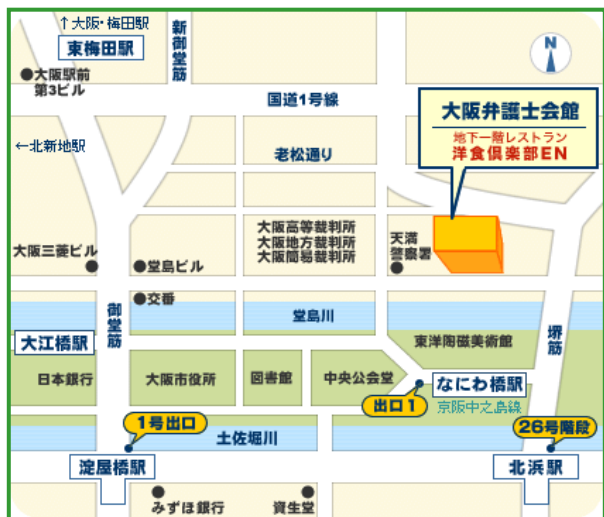 ↑大阪・梅田駅
東梅田駅
新御堂筋
N
●大阪駅前
第3ビル
国道1号線
大阪弁護士会館
地下一階レストラン
洋食倶楽部EN
←北新地駅
老松通り
大阪高等裁判所
大阪地方裁判所
大阪簡易裁判所
天満
警察署
大阪三菱ビル
堂島ビル
交番
御堂筋
堂島川
堺筋
大江橋駅
東洋陶磁美術館
日本銀行
大阪市役所
図書館
中央公会堂
なにわ橋駅
出口1
京阪中之島線
1号出口
土佐堀川
26号階段
淀屋橋駅
北浜駅
みずほ銀行
資生堂